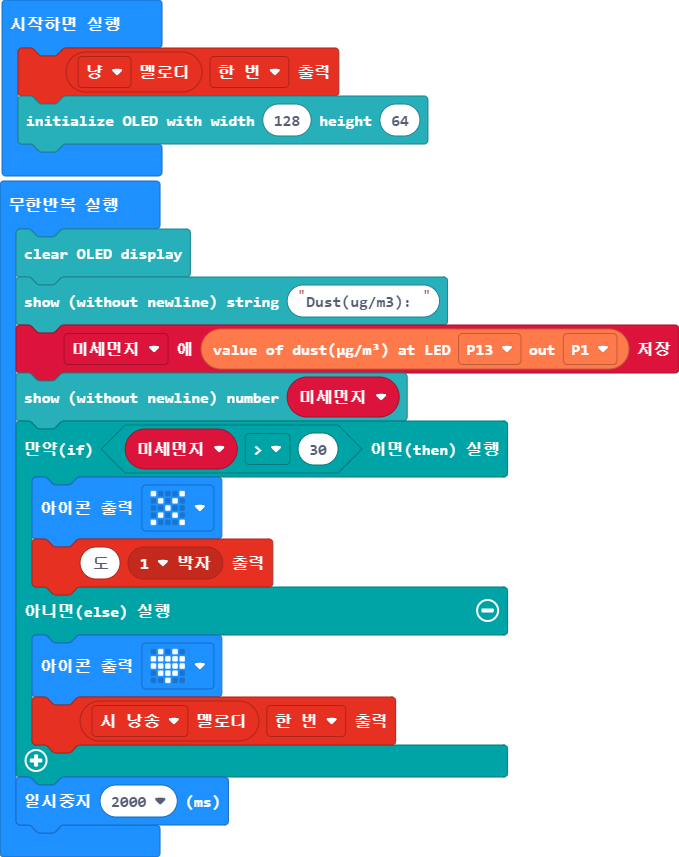 시작하면 실행
냥 멜로디 한 번 출력
initialize OLED with width 128 height 64
무한반복 실행
clear OLED display
show (without newline) string "Dust(ug/m3): "
미세먼지 에 value of dust(μg/m³) at LED P13 out P1 저장
show (without newline) number 미세먼지
만약(if) 미세먼지 > 30 이면(then) 실행
아이콘 출력
도 1 박자 출력
아니면(else) 실행
아이콘 출력
시 낭송 멜로디 한 번 출력
일시중지 2000 (ms)